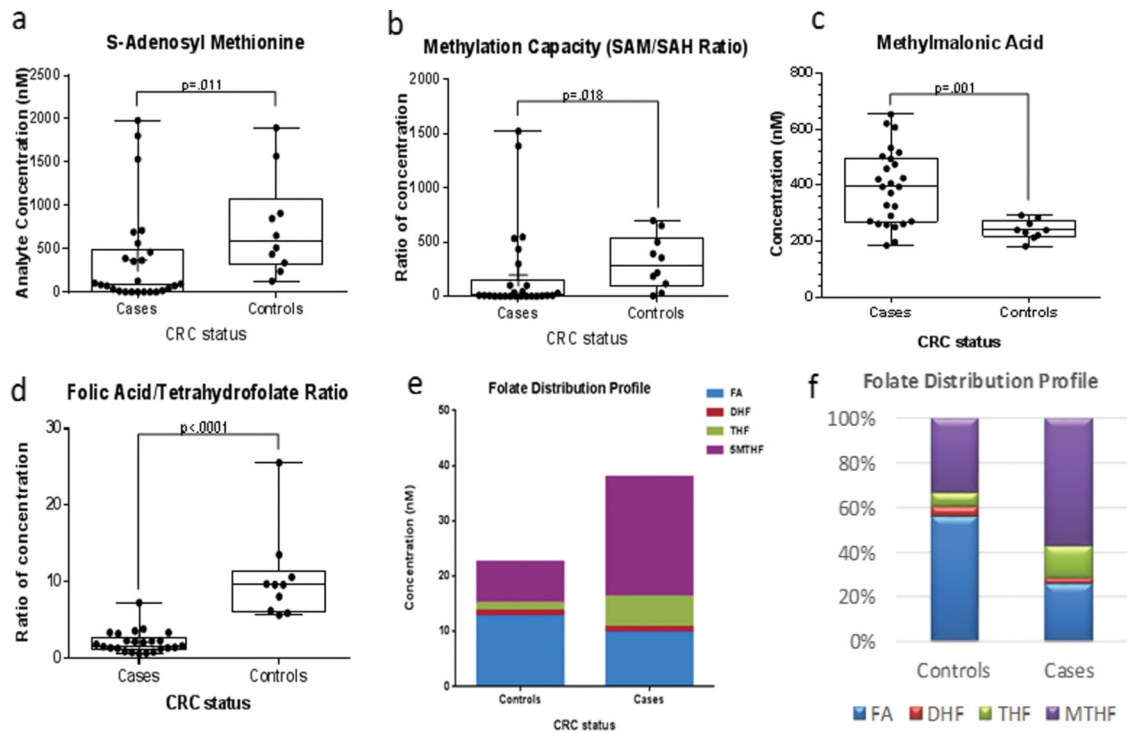 a
S-Adenosyl Methionine
Analyte Concentration (nM)
2500
2000
1500
1000
500
0
p=.011
Cases
Controls
CRC status
b
Methylation Capacity (SAM/SAH Ratio)
Ratio of concentration
2000
1500
1000
500
0
p=.018
Cases
Controls
CRC status
c
Methylmalonic Acid
Concentration (nM)
800
600
400
200
0
p=.001
Cases
Controls
CRC status
d
Folic Acid/Tetrahydrofolate Ratio
Ratio of concentration
30
20
10
0
p<.0001
Cases
Controls
CRC status
e
Folate Distribution Profile
Concentration (nM)
50
40
30
20
10
0
FA
DHF
THF
5MTHF
Controls
Cases
CRC status
f
Folate Distribution Profile
100%
80%
60%
40%
20%
0%
Controls
Cases
FA DHF THF MTHF